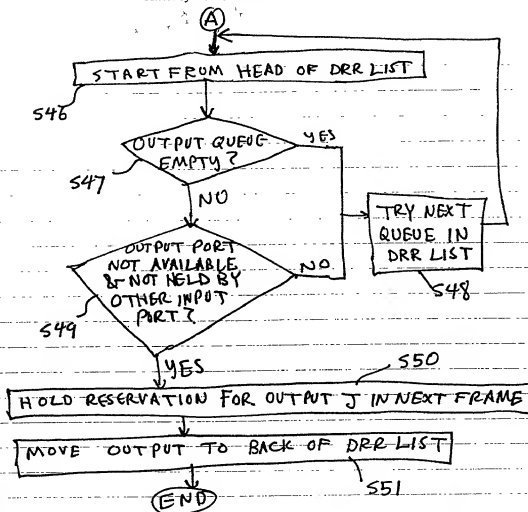 A
START FROM HEAD OF DRR LIST
S46
OUTPUT QUEUE
EMPTY?
YES
S47
NO
TRY NEXT
QUEUE IN
DRR LIST
S48
OUTPUT PORT
NOT AVAILABLE
& NOT HELD BY
OTHER INPUT
PORT?
NO
S49
YES
S50
HOLD RESERVATION FOR OUTPUT J IN NEXT FRAME
MOVE OUTPUT TO BACK OF DRR LIST
S51
END